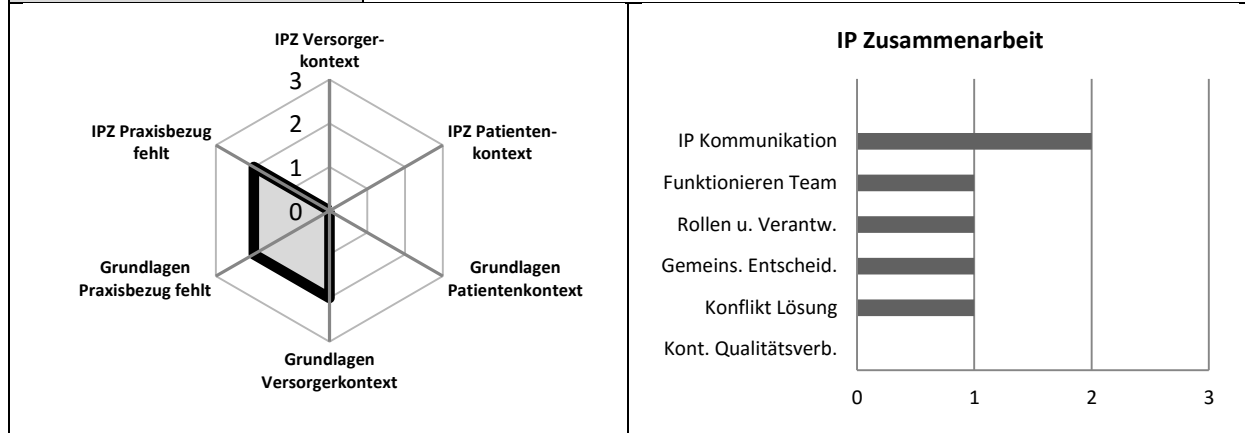 IPZ Versorger-
kontext
3
2
1
0
IPZ Praxisbezug
fehlt
IPZ Patienten-
kontext
Grundlagen
Praxisbezug fehlt
Grundlagen
Patientenkontext
Grundlagen
Versorgerkontext
IP Zusammenarbeit
IP Kommunikation
Funktionieren Team
Rollen u. Verantw.
Gemeins. Entscheid.
Konflikt Lösung
Kont. Qualitätsverb.
0 1 2 3